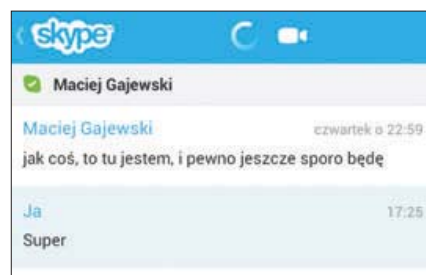 skype
Maciej Gajewski
Maciej Gajewski czwartek o 22:59
jak coś, to tu jestem, i pewno jeszcze sporo będę
Ja 17:25
Super